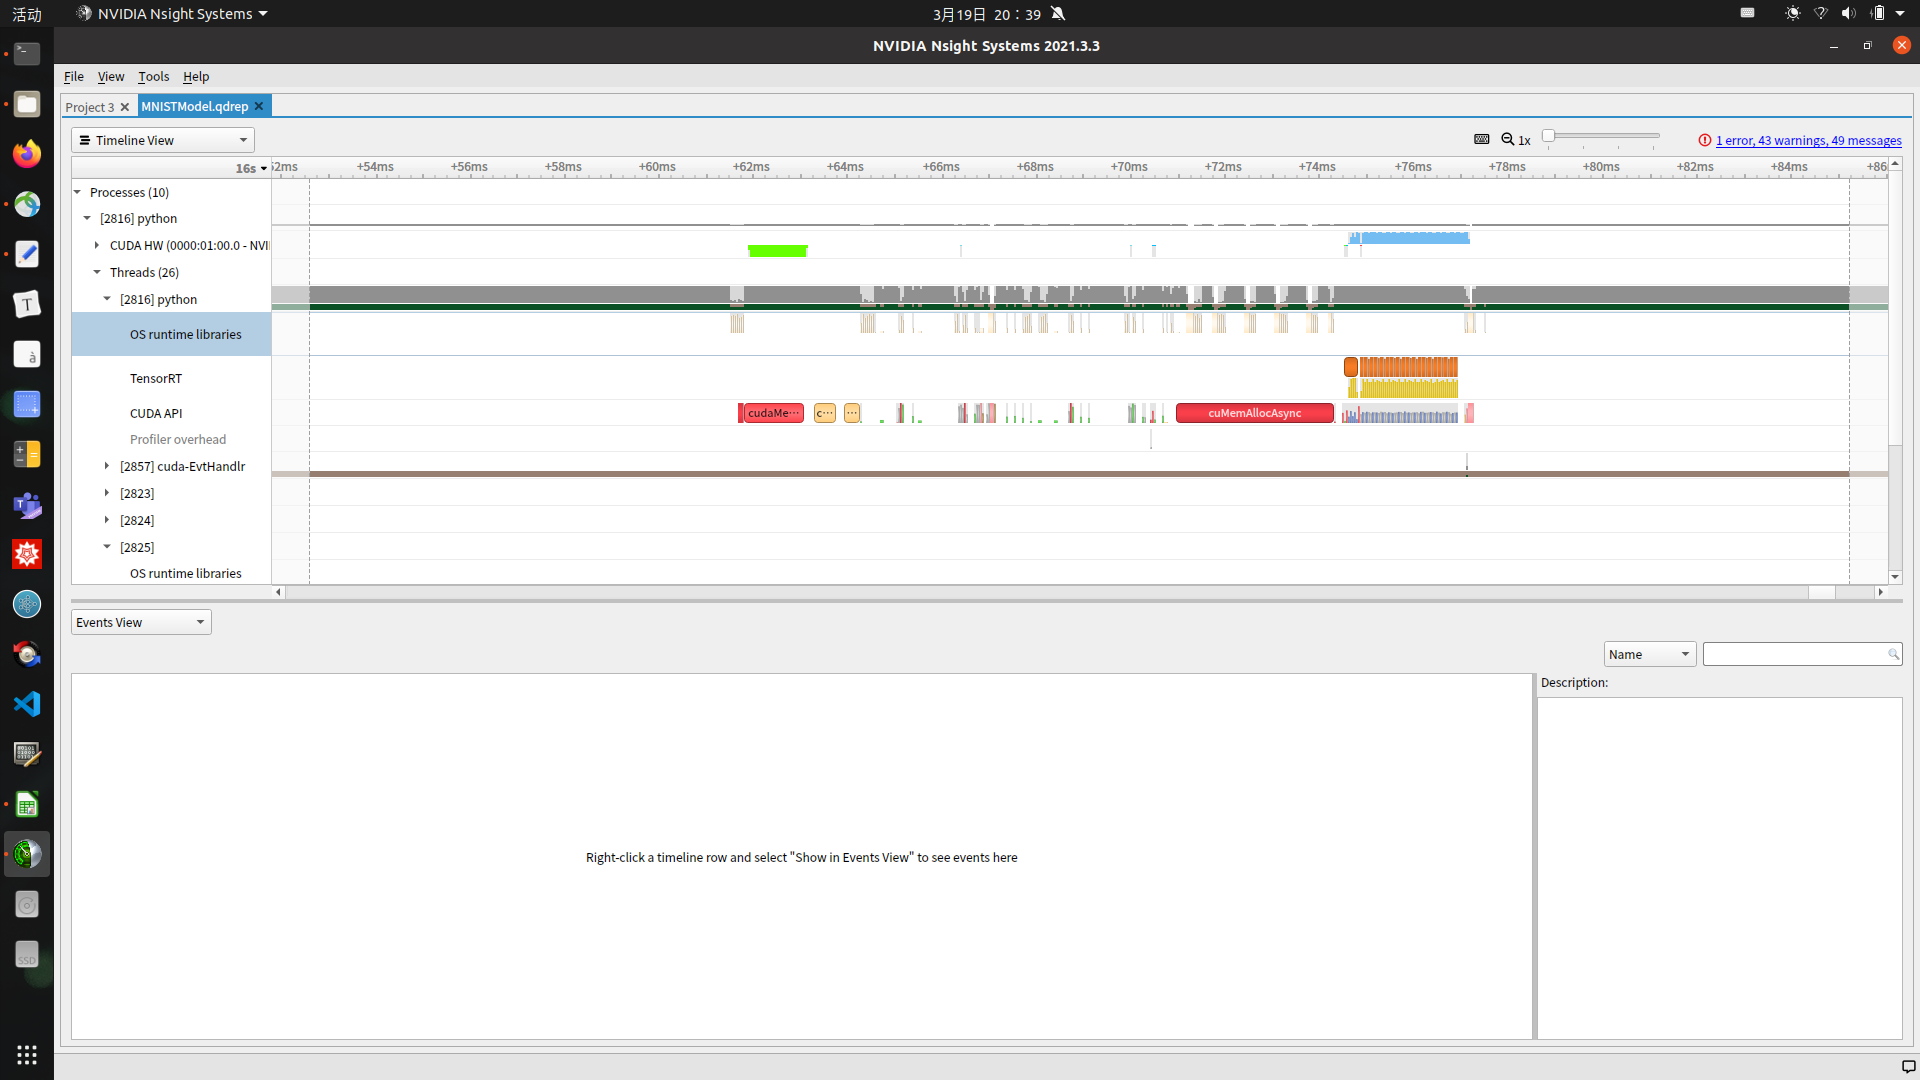 活动 NVIDIA Nsight Systems 3月19日 20：39
NVIDIA Nsight Systems 2021.3.3
File View Tools Help
Project 3 MNISTModel.qdrep
Timeline View 1x 1 error, 43 warnings, 49 messages
16s 52ms +54ms +56ms +58ms +60ms +62ms +64ms +66ms +68ms +70ms +72ms +74ms +76ms +78ms +80ms +82ms +84ms +86
Processes (10)
[2816] python
CUDA HW (0000:01:00.0 - NVI
Threads (26)
[2816] python
OS runtime libraries
TensorRT
CUDA API cudaMe... c... ... cuMemAllocAsync
Profiler overhead
[2857] cuda-EvtHandlr
[2823]
[2824]
[2825]
OS runtime libraries
Events View
Name
Description:
Right-click a timeline row and select "Show in Events View" to see events here
SSD